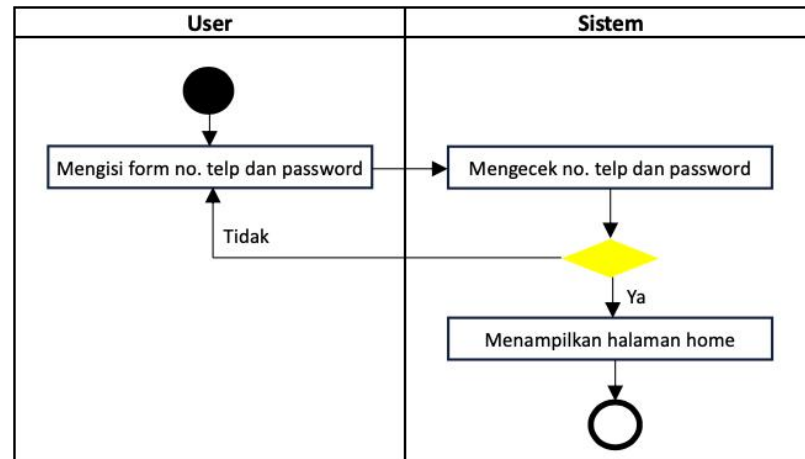 User
Sistem
Mengisi form no. telp dan password
Mengecek no. telp dan password
Tidak
Ya
Menampilkan halaman home